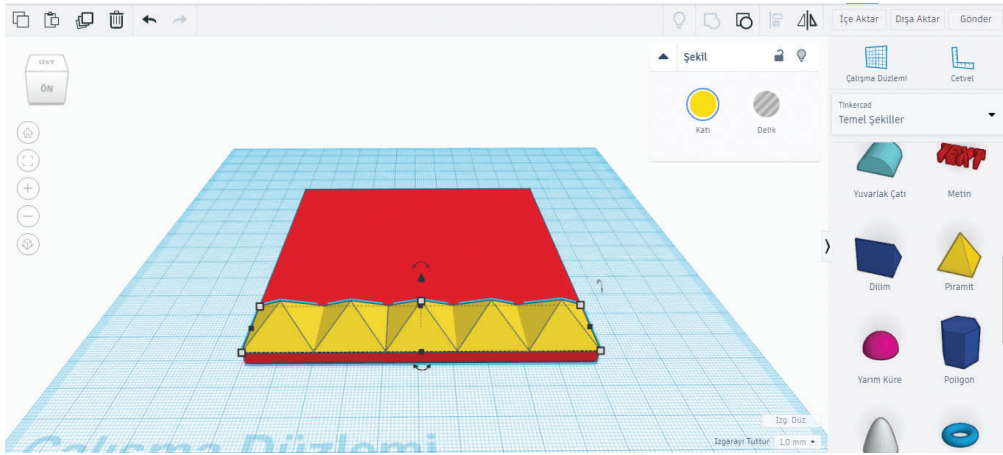 İçe Aktar
Dışa Aktar
Gönder
ÜST
ÖN
Şekil
Katı
Delik
Çalışma Düzlemi
Cetvel
Tinkercad
Temel Şekiller
TEXT
Yuvarlak Çatı
Metin
Dilim
Piramit
Yarım Küre
Poligon
Çalışma Düzlemi
Izg. Düz.
Izgarayı Tuttur 1.0 mm